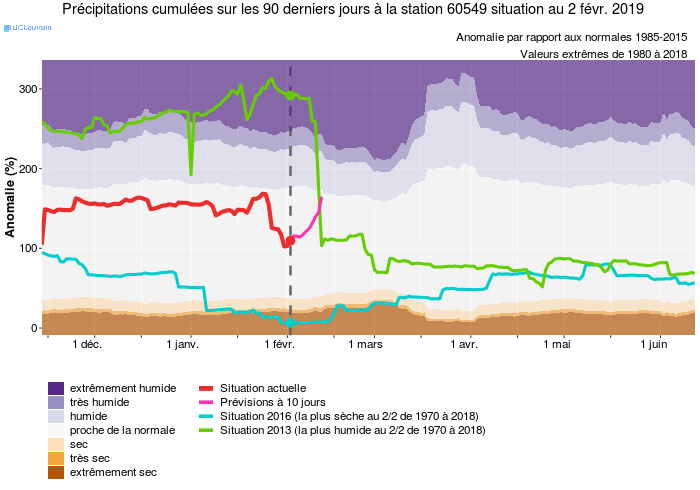 Précipitations cumulées sur les 90 derniers jours à la station 60549 situation au 2 févr. 2019
UCLouvain
Anomalie par rapport aux normales 1985-2015
Valeurs extrêmes de 1980 à 2018
Anomalie (%)
300
200
100
0
1 déc.
1 janv.
1 févr.
1 mars
1 avr.
1 mai
1 juin
extrêmement humide
très humide
humide
proche de la normale
sec
très sec
extrêmement sec
Situation actuelle
Prévisions à 10 jours
Situation 2016 (la plus sèche au 2/2 de 1970 à 2018)
Situation 2013 (la plus humide au 2/2 de 1970 à 2018)